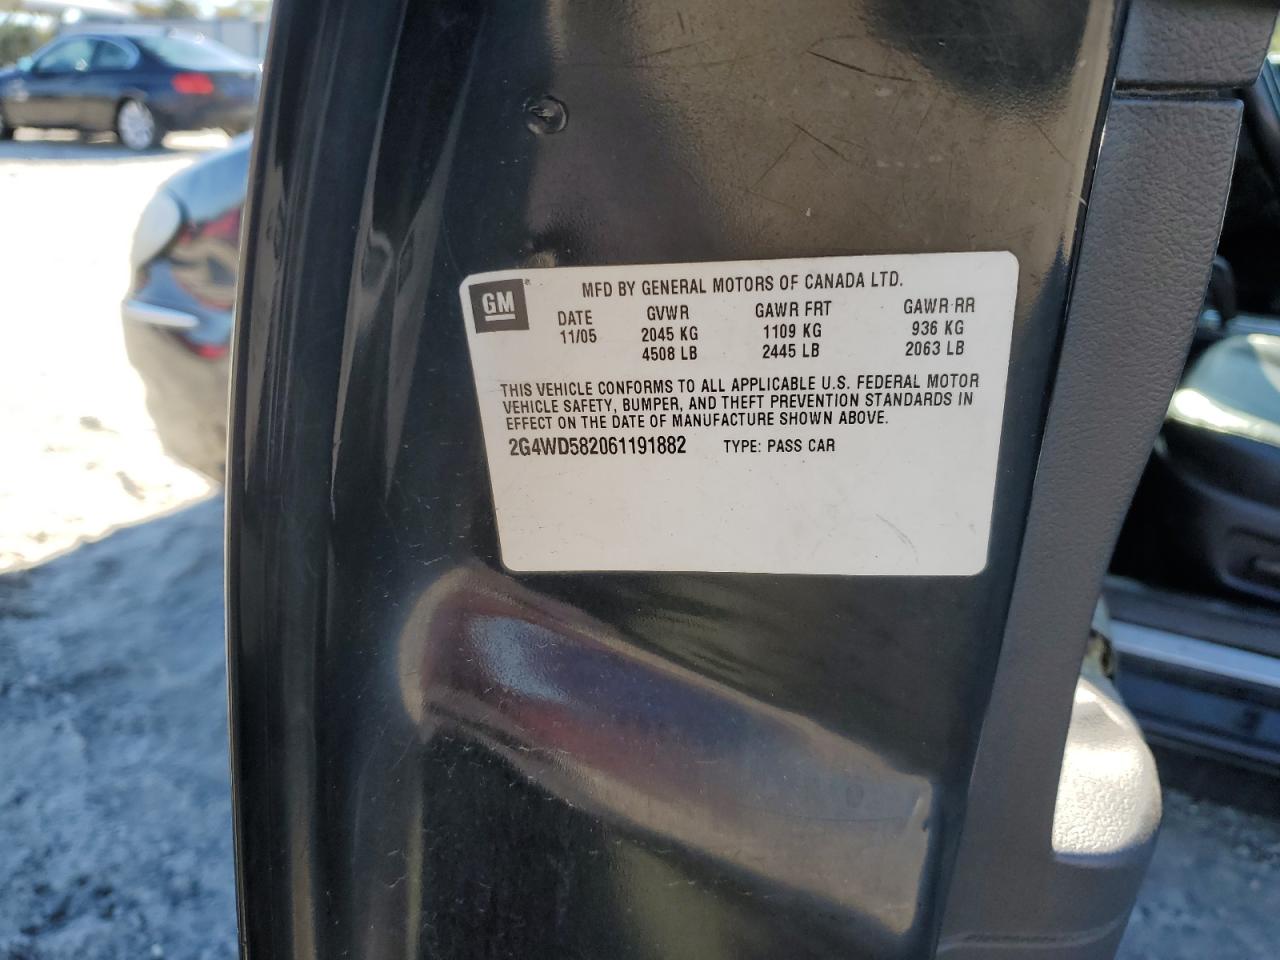 GM
MFD BY GENERAL MOTORS OF CANADA LTD.
DATE GVWR GAWR FRT GAWR RR
11/05 2045 KG 1109 KG 936 KG
4508 LB 2445 LB 2063 LB
THIS VEHICLE CONFORMS TO ALL APPLICABLE U.S. FEDERAL MOTOR
VEHICLE SAFETY, BUMPER, AND THEFT PREVENTION STANDARDS IN
EFFECT ON THE DATE OF MANUFACTURE SHOWN ABOVE.
2G4WD582061191882 TYPE: PASS CAR